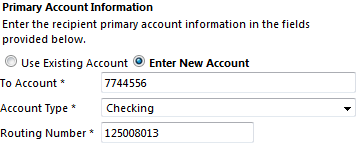 Primary Account Information
Enter the recipient primary account information in the fields
provided below.
Use Existing Account Enter New Account
To Account * 7744556
Account Type * Checking
Routing Number * 125008013